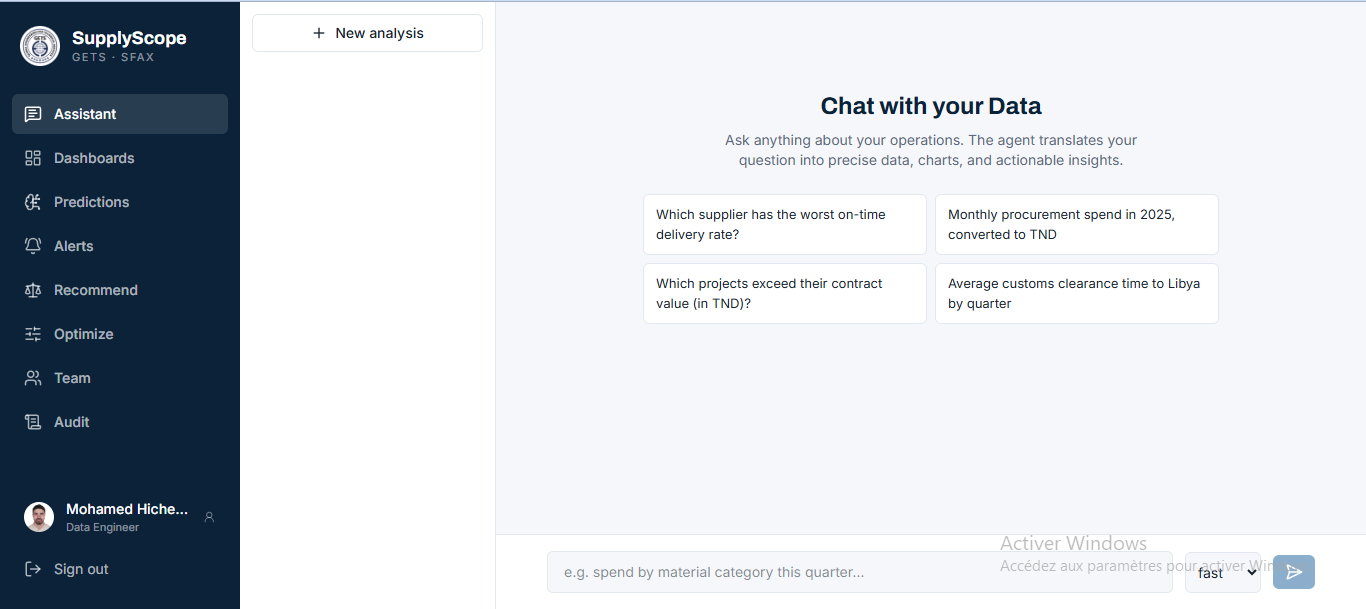 SupplyScope
GETS · SFAX
Assistant
Dashboards
Predictions
Alerts
Recommend
Optimize
Team
Audit
Mohamed Hiche...
Data Engineer
Sign out
New analysis
Chat with your Data
Ask anything about your operations. The agent translates your
question into precise data, charts, and actionable insights.
Which supplier has the worst on-time
delivery rate?
Monthly procurement spend in 2025,
converted to TND
Which projects exceed their contract
value (in TND)?
Average customs clearance time to Libya
by quarter
e.g. spend by material category this quarter...
fast
Activer Windows
Accédez aux paramètres pour activer Win